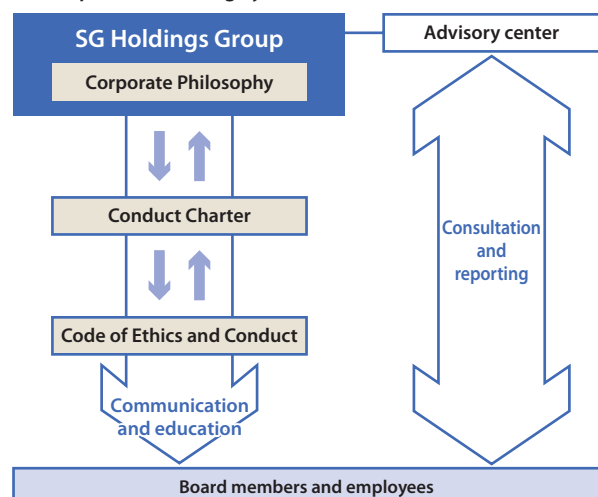 SG Holdings Group
Advisory center
Corporate Philosophy
Conduct Charter
Consultation
and
reporting
Code of Ethics and Conduct
Communication
and education
Board members and employees